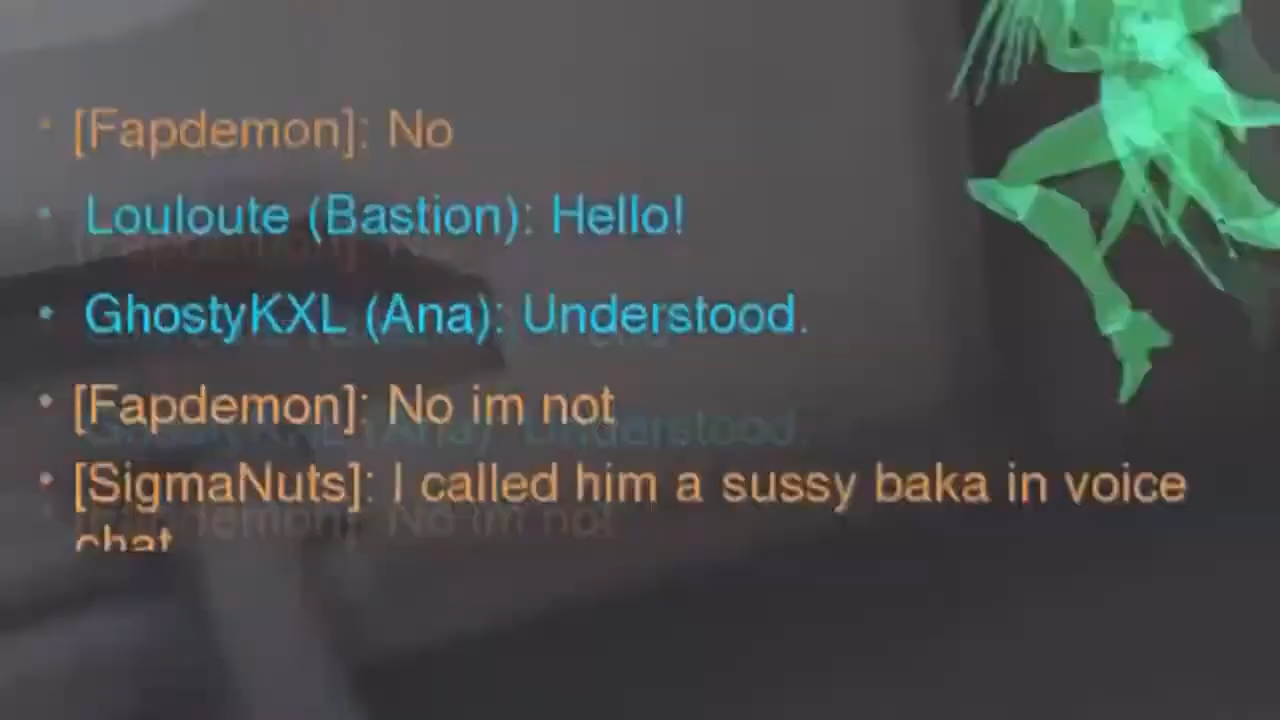 [Fapdemon]: No
Louloute (Bastion): Hello!
GhostyKXL (Ana): Understood.
[Fapdemon]: No im not
[SigmaNuts]: I called him a sussy baka in voice
chat